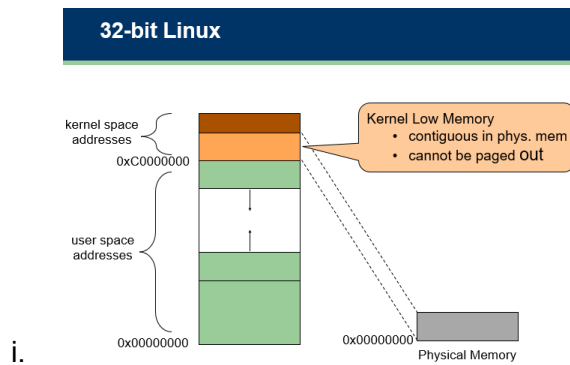 32-bit Linux
kernel space
addresses
0xC0000000
Kernel Low Memory
• contiguous in phys. mem
• cannot be paged out
user space
addresses
0x00000000
0x00000000
Physical Memory
i.